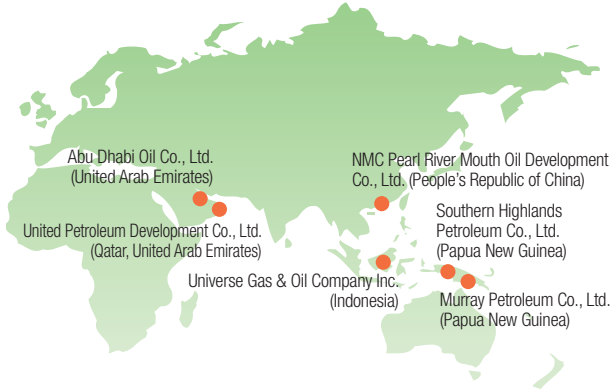 Abu Dhabi Oil Co., Ltd.
(United Arab Emirates)
United Petroleum Development Co., Ltd.
(Qatar, United Arab Emirates)
Universe Gas & Oil Company Inc.
(Indonesia)
NMC Pearl River Mouth Oil Development
Co., Ltd. (People's Republic of China)
Southern Highlands
Petroleum Co., Ltd.
(Papua New Guinea)
Murray Petroleum Co., Ltd.
(Papua New Guinea)